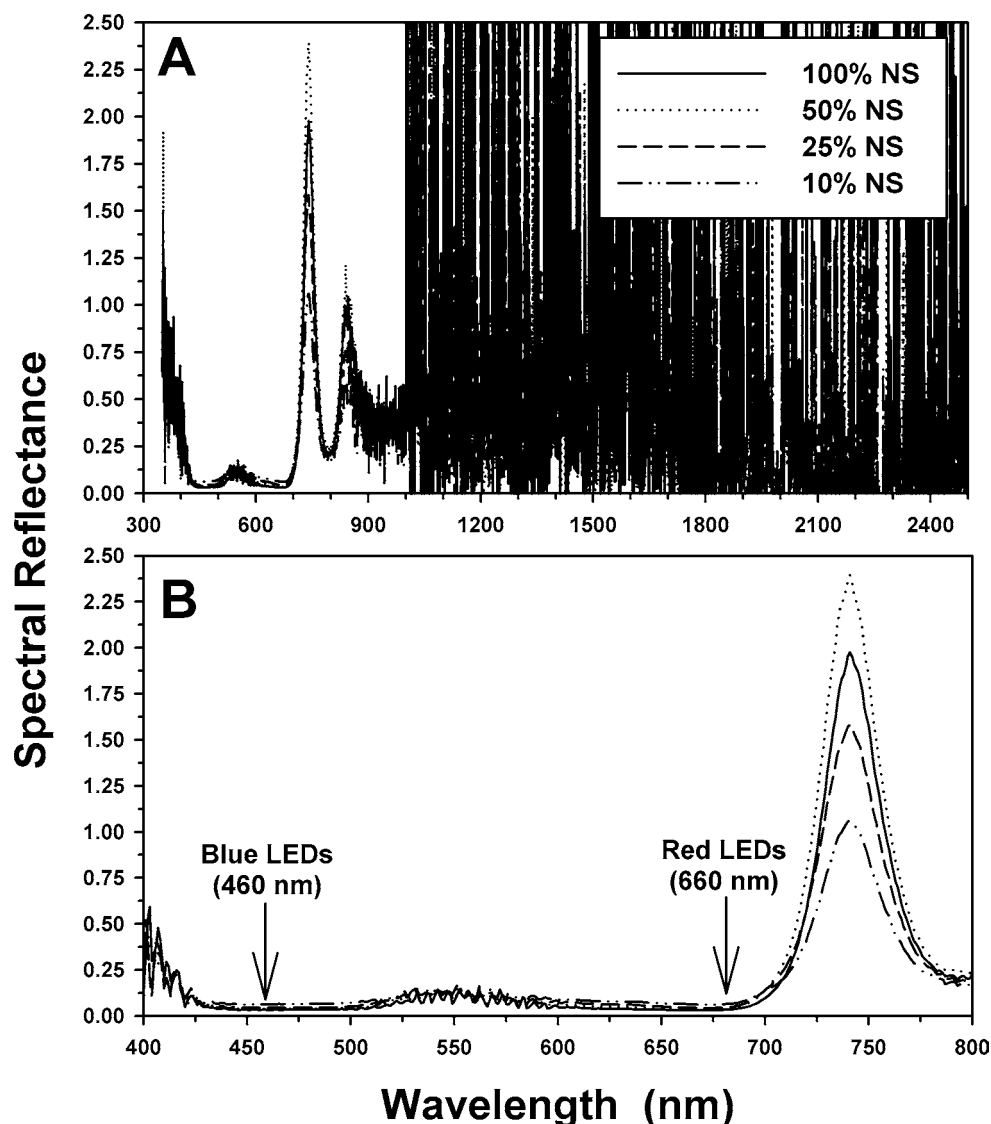 Spectral Reflectance
2.50
2.25
2.00
1.75
1.50
1.25
1.00
0.75
0.50
0.25
0.00
A
100% NS
50% NS
25% NS
10% NS
300 600 900 1200 1500 1800 2100 2400
2.50
2.25
2.00
1.75
1.50
1.25
1.00
0.75
0.50
0.25
0.00
B
Blue LEDs
(460 nm)
Red LEDs
(660 nm)
400 450 500 550 600 650 700 750 800
Wavelength (nm)